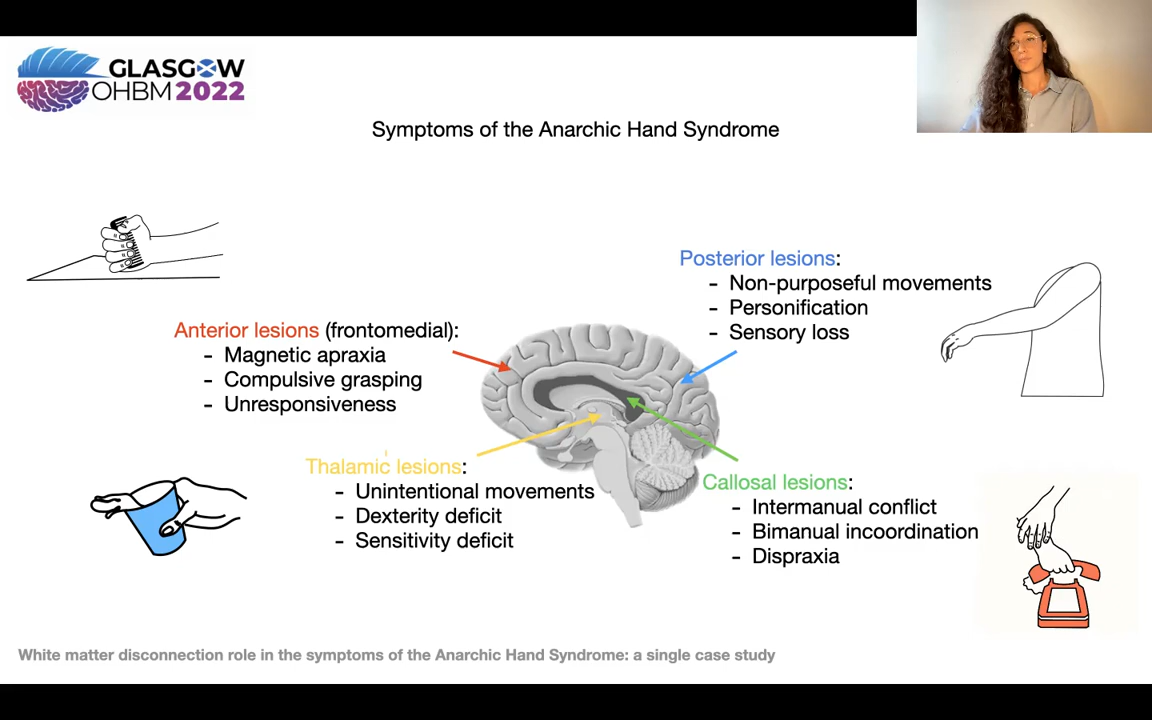 GLASGOW
OHBM 2022
Symptoms of the Anarchic Hand Syndrome
Posterior lesions:
- Non-purposeful movements
- Personification
- Sensory loss
Anterior lesions (frontomedial):
- Magnetic apraxia
- Compulsive grasping
- Unresponsiveness
Thalamic lesions:
- Unintentional movements
- Dexterity deficit
- Sensitivity deficit
Callosal lesions:
- Intermanual conflict
- Bimanual incoordination
- Dispraxia
White matter disconnection role in the symptoms of the Anarchic Hand Syndrome: a single case study